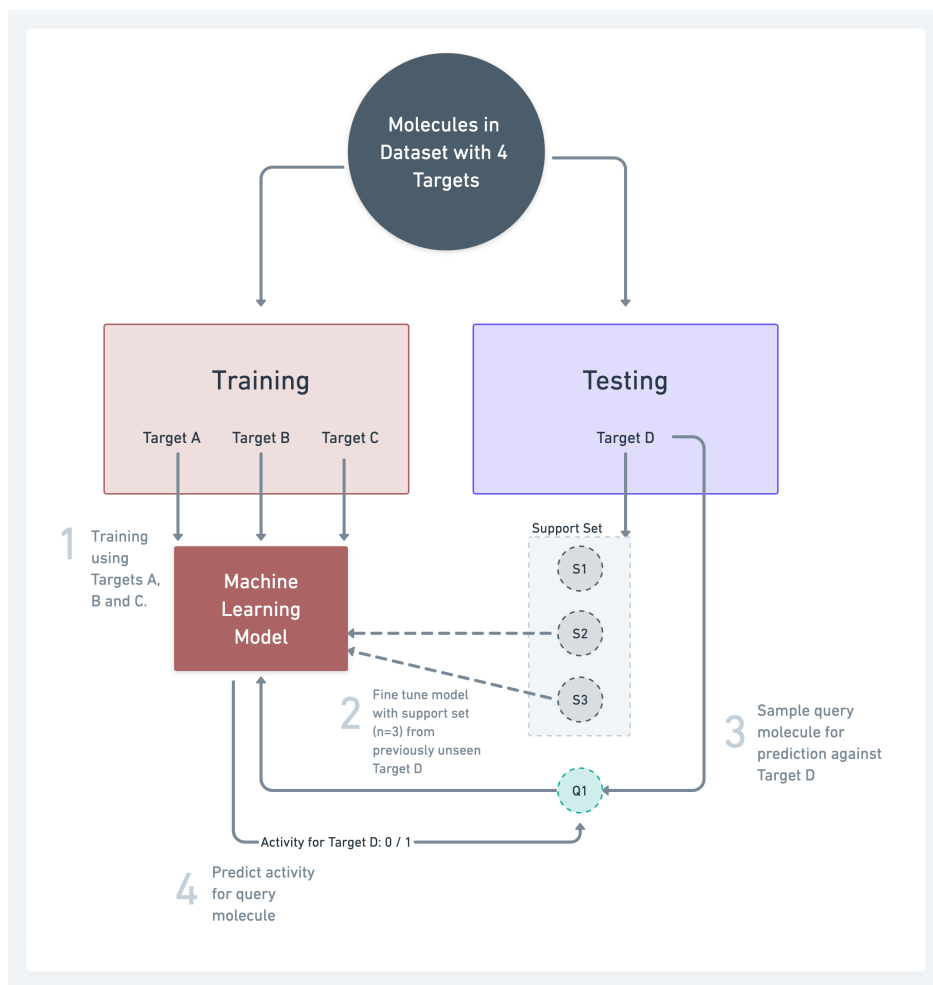 Molecules in
Dataset with 4
Targets
Training
Testing
Target A
Target B
Target C
Target D
1
Training
using
Targets A,
B and C.
Machine
Learning
Model
Support Set
S1
S2
S3
2
Fine tune model
with support set
(n=3) from
previously unseen
Target D
3
Sample query
molecule for
prediction against
Target D
Q1
Activity for Target D: 0 / 1
4
Predict activity
for query
molecule